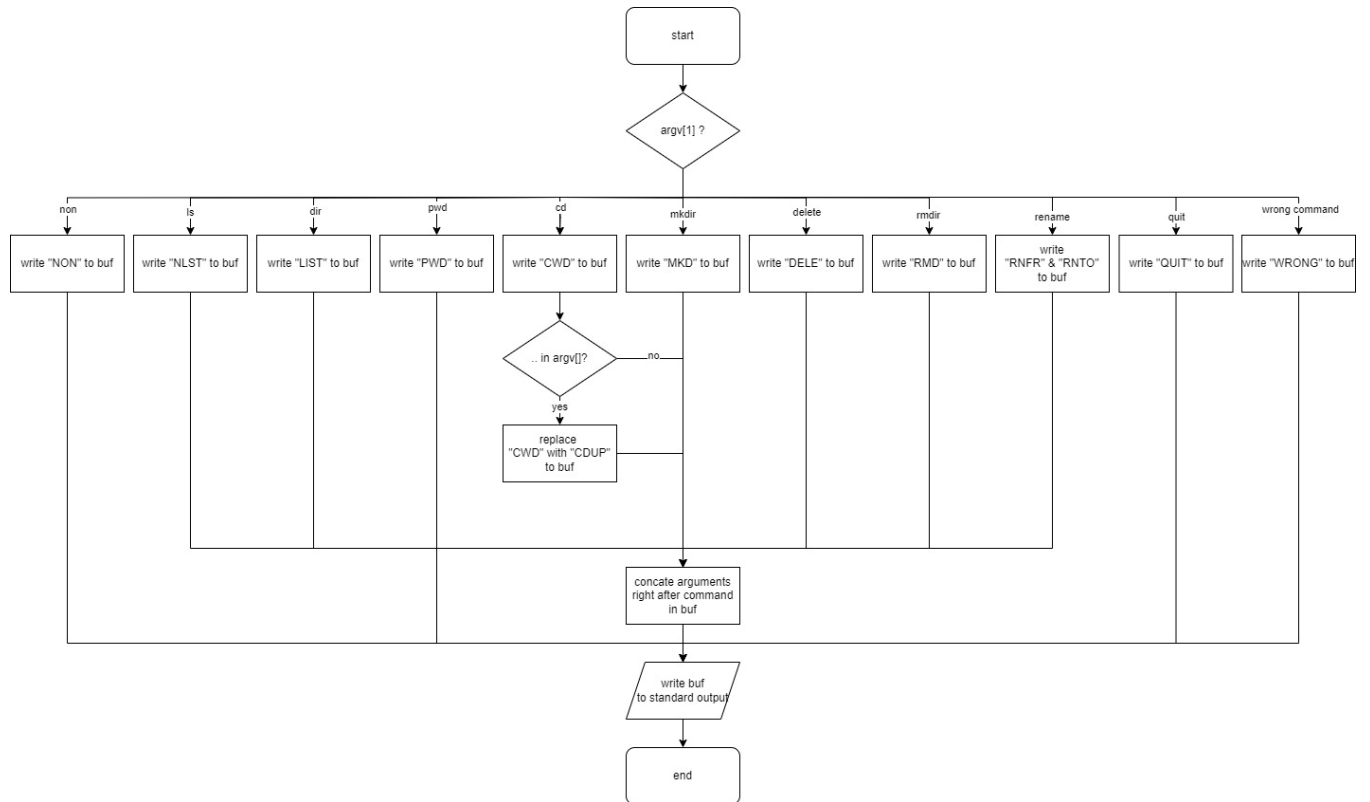 start
argv[1] ?
non
ls
dir
pwd
cd
mkdir
delete
rmdir
rename
quit
wrong command
write "NON" to buf
write "NLST" to buf
write "LIST" to buf
write "PWD" to buf
write "CWD" to buf
write "MKD" to buf
write "DELE" to buf
write "RMD" to buf
write
"RNFR" & "RNTO"
to buf
write "QUIT" to buf
write "WRONG" to buf
.. in argv[]?
no
yes
replace
"CWD" with "CDUP"
to buf
concate arguments
right after command
in buf
write buf
to standard output
end